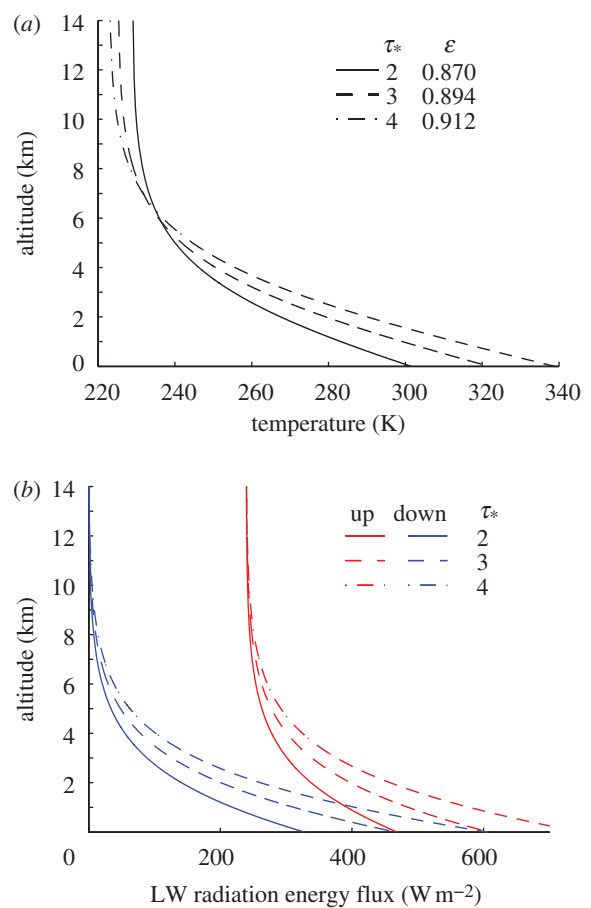 (a)
14
12
10
8
6
4
2
0
altitude (km)
τ* ε
2 0.870
3 0.894
4 0.912
220 240 260 280 300 320 340
temperature (K)
(b)
14
12
10
8
6
4
2
altitude (km)
up down τ*
2
3
4
0 200 400 600
LW radiation energy flux (W m−2)